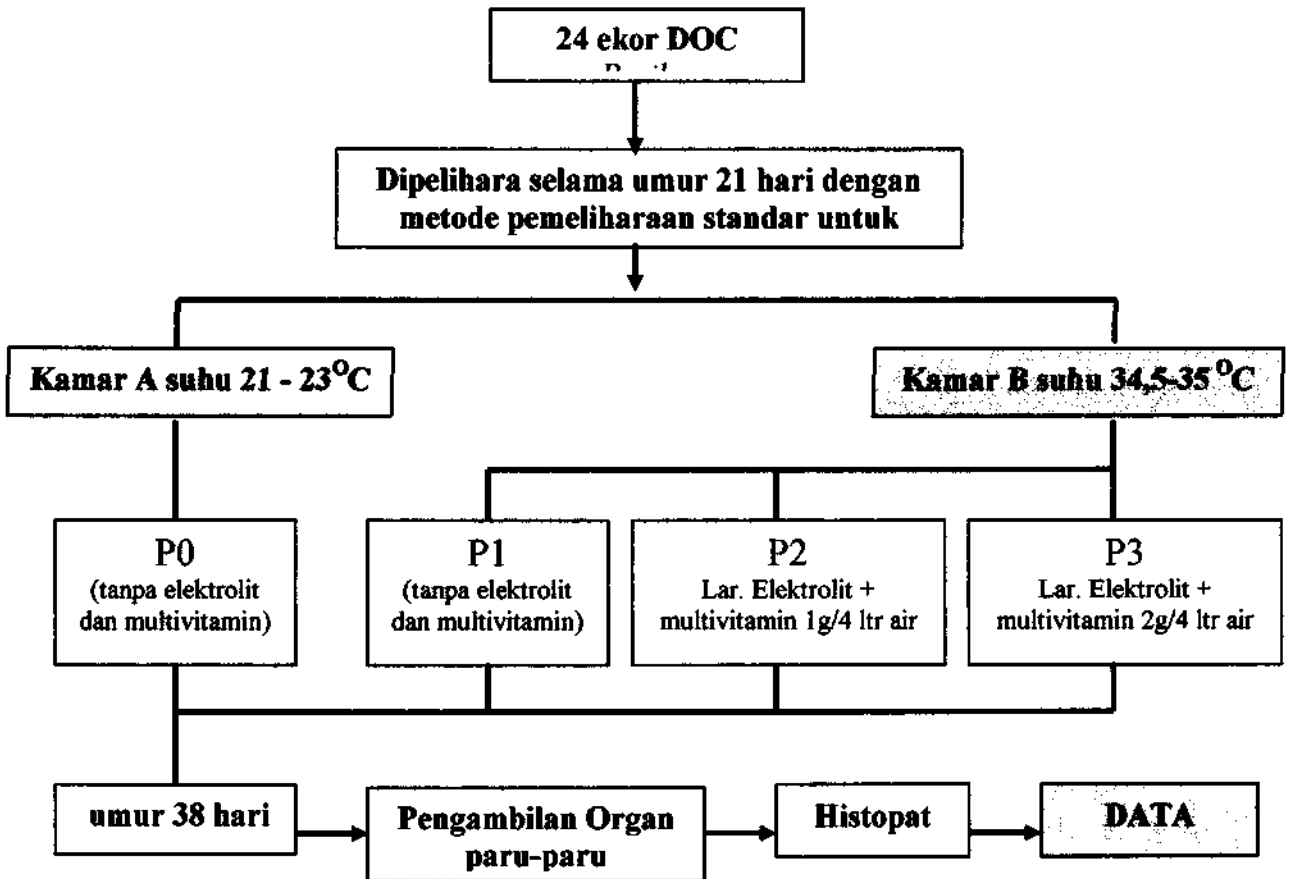 24 ekor DOC
Dipelihara selama umur 21 hari dengan
metode pemeliharaan standar untuk
Kamar A suhu 21 - 23°C
Kamar B suhu 34,5-35 °C
P0
(tanpa elektrolit
dan multivitamin)
P1
(tanpa elektrolit
dan multivitamin)
P2
Lar. Elektrolit +
multivitamin 1g/4 ltr air
P3
Lar. Elektrolit +
multivitamin 2g/4 ltr air
umur 38 hari
Pengambilan Organ
paru-paru
Histopat
DATA